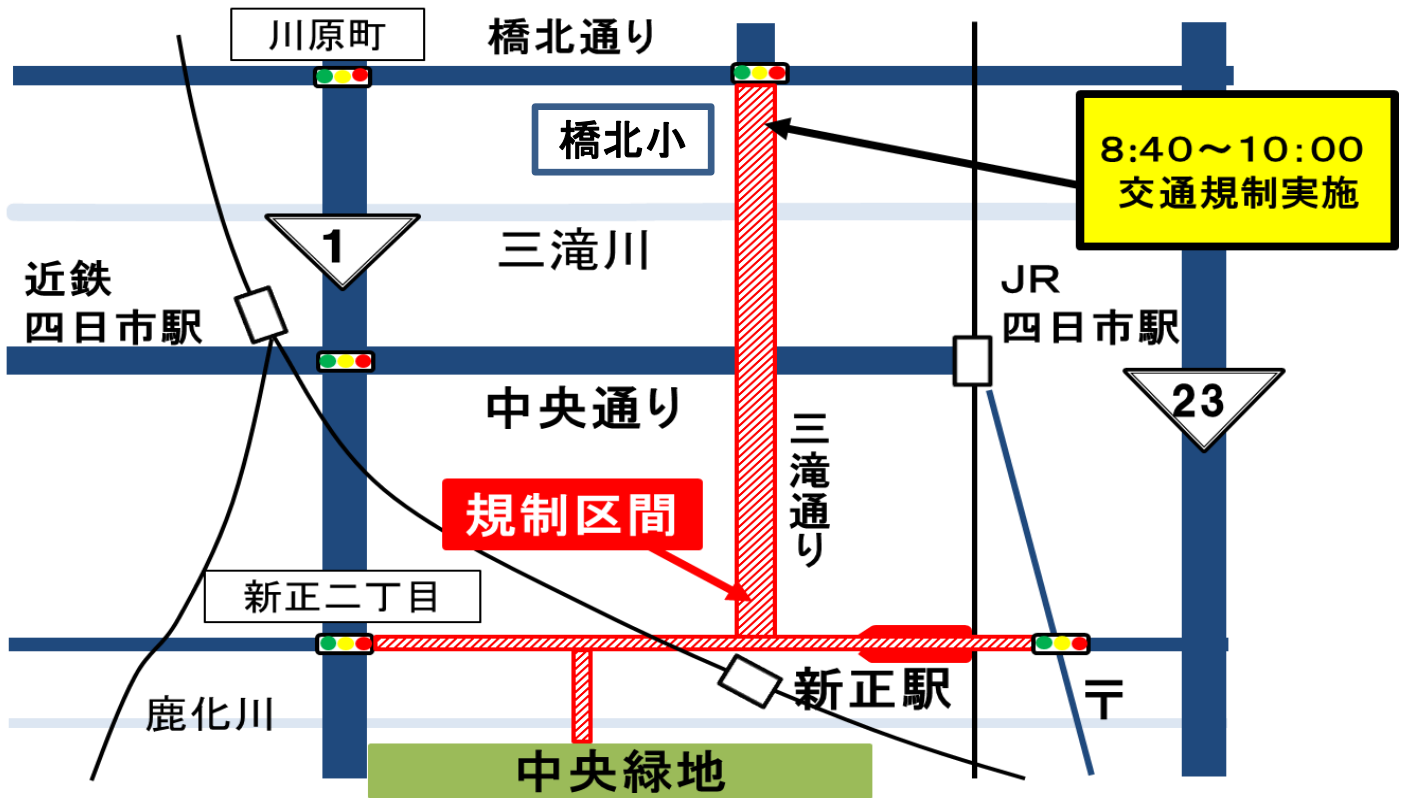 川原町
橋北通り
橋北小
8:40～10:00
交通規制実施
1
三滝川
近鉄
四日市駅
JR
四日市駅
中央通り
23
三滝通り
規制区間
新正二丁目
新正駅
〒
鹿化川
中央緑地